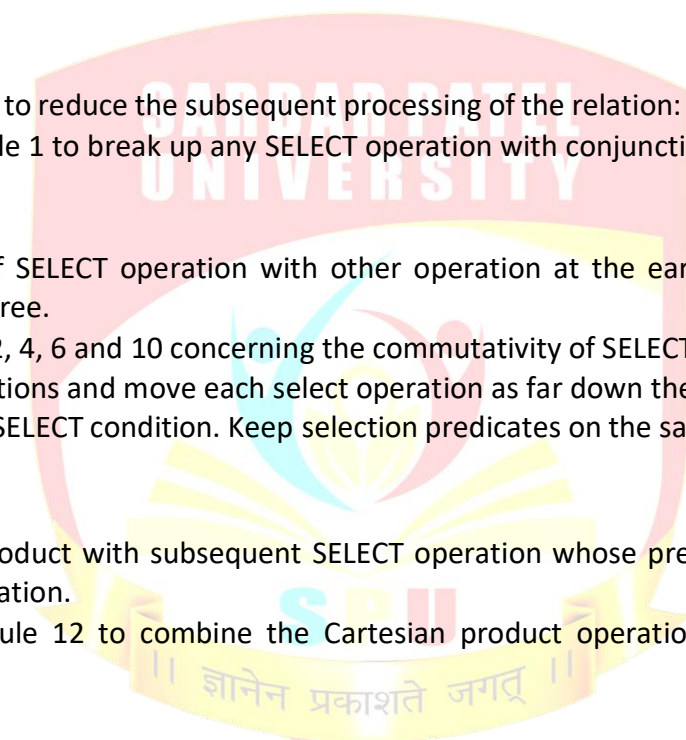 SARDAR PATEL
to reduce the subsequent processing of the relation:
le 1 to break up any SELECT operation with conjuncti
UNIVERSITY
f SELECT operation with other operation at the ear
ree.
2, 4, 6 and 10 concerning the commutativity of SELECT
tions and move each select operation as far down the
SELECT condition. Keep selection predicates on the sa
oduct with subsequent SELECT operation whose pre
ation.
SPU
ule 12 to combine the Cartesian product operatio
॥ ज्ञानेन प्रकाशते जगत् ॥